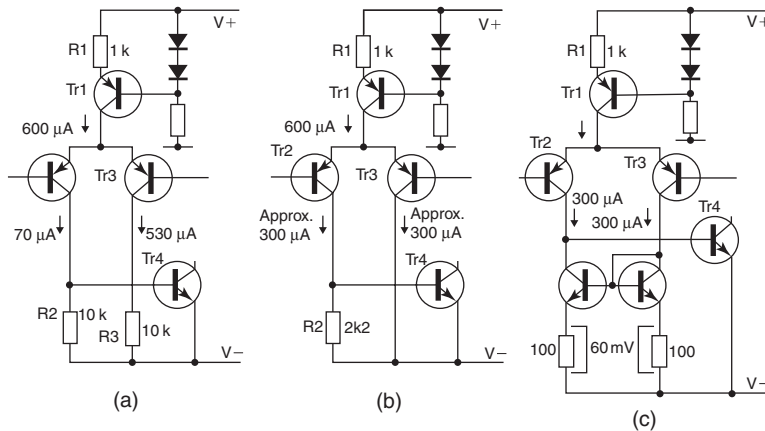 V+
R1
1 k
Tr1
600 µA
Tr3
70 µA
530 µA
Tr4
R2
10 k
R3
10 k
V−
(a)
V+
R1
1 k
Tr1
600 µA
Tr2
Tr3
Approx.
300 µA
Approx.
300 µA
Tr4
R2
2k2
V−
(b)
V+
R1
1 k
Tr1
Tr2
Tr3
300 µA
300 µA
Tr4
100
60 mV
100
V−
(c)